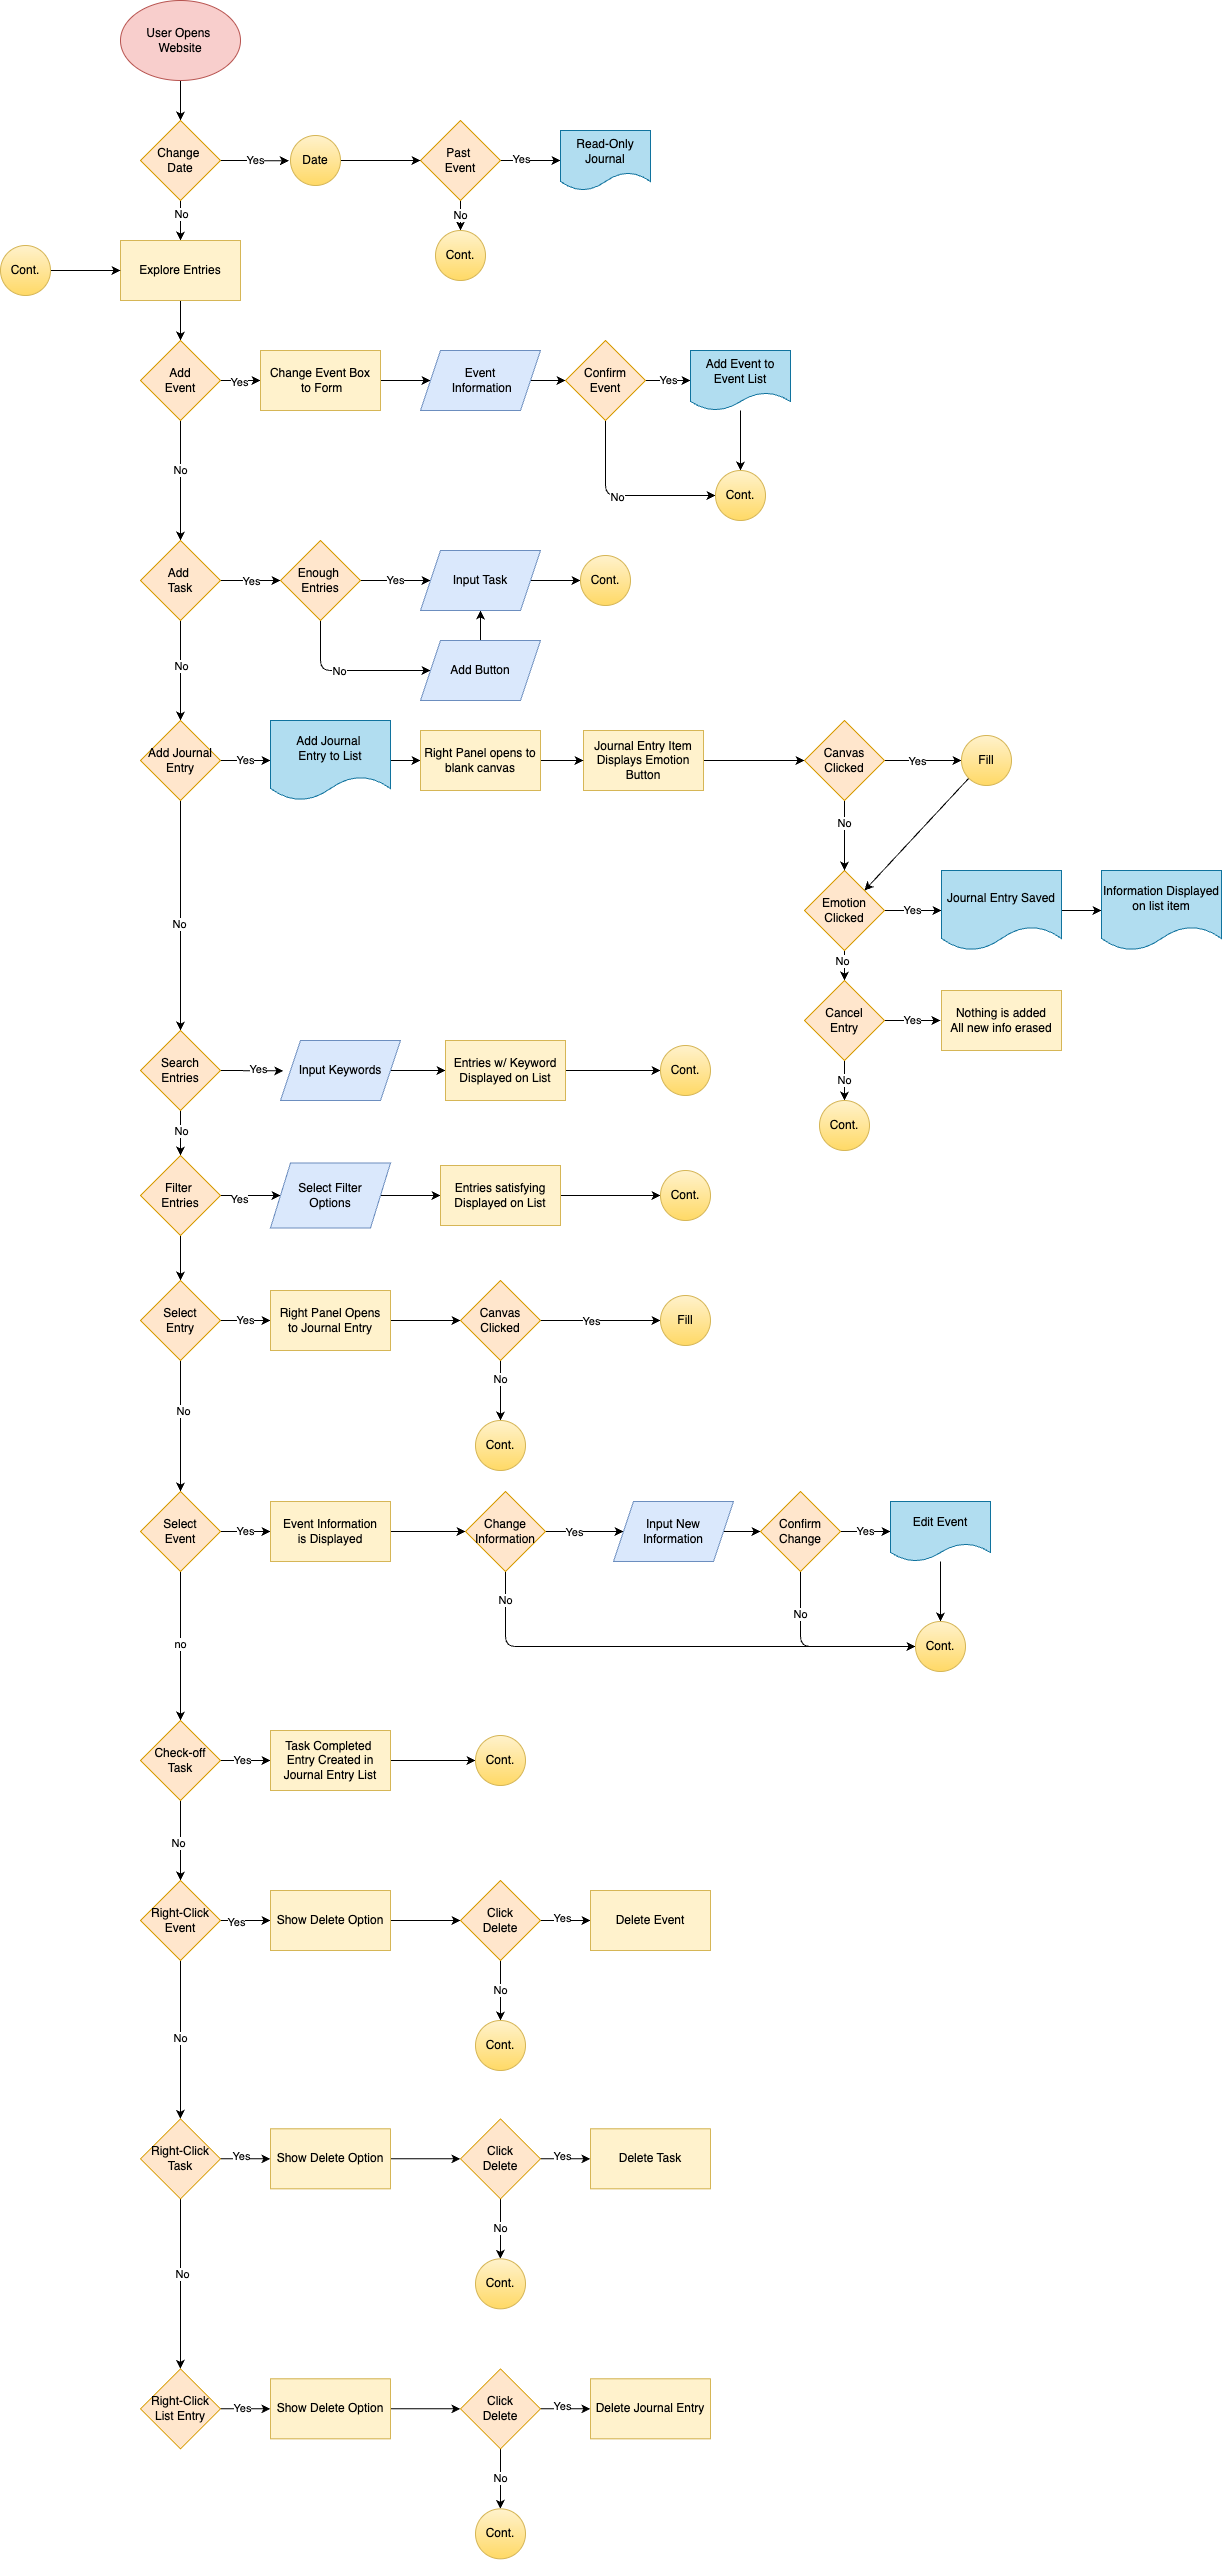 User Opens
Website
Change
Date
Yes
Date
Past
Event
Yes
Read-Only
Journal
No
No
Cont.
Cont.
Explore Entries
Add
Event
Yes
Change Event Box
to Form
Event
Information
Confirm
Event
Yes
Add Event to
Event List
No
No
Cont.
Add
Task
Yes
Enough
Entries
Yes
Input Task
Cont.
No
No
Add Button
Add Journal
Entry
Yes
Add Journal
Entry to List
Right Panel opens to
blank canvas
Journal Entry Item
Displays Emotion
Button
Canvas
Clicked
Yes
Fill
No
No
Emotion
Clicked
Yes
Journal Entry Saved
Information Displayed
on list item
No
Cancel
Entry
Yes
Nothing is added
All new info erased
No
Cont.
Search
Entries
Yes
Input Keywords
Entries w/ Keyword
Displayed on List
Cont.
No
Filter
Entries
Yes
Select Filter
Options
Entries satisfying
Displayed on List
Cont.
Select
Entry
Yes
Right Panel Opens
to Journal Entry
Canvas
Clicked
Yes
Fill
No
No
Cont.
Select
Event
Yes
Event Information
is Displayed
Change
Information
Yes
Input New
Information
Confirm
Change
Yes
Edit Event
No
No
no
Cont.
Check-off
Task
Yes
Task Completed
Entry Created in
Journal Entry List
Cont.
No
Right-Click
Event
Yes
Show Delete Option
Click
Delete
Yes
Delete Event
No
No
Cont.
Right-Click
Task
Yes
Show Delete Option
Click
Delete
Yes
Delete Task
No
No
Cont.
Right-Click
List Entry
Yes
Show Delete Option
Click
Delete
Yes
Delete Journal Entry
No
Cont.